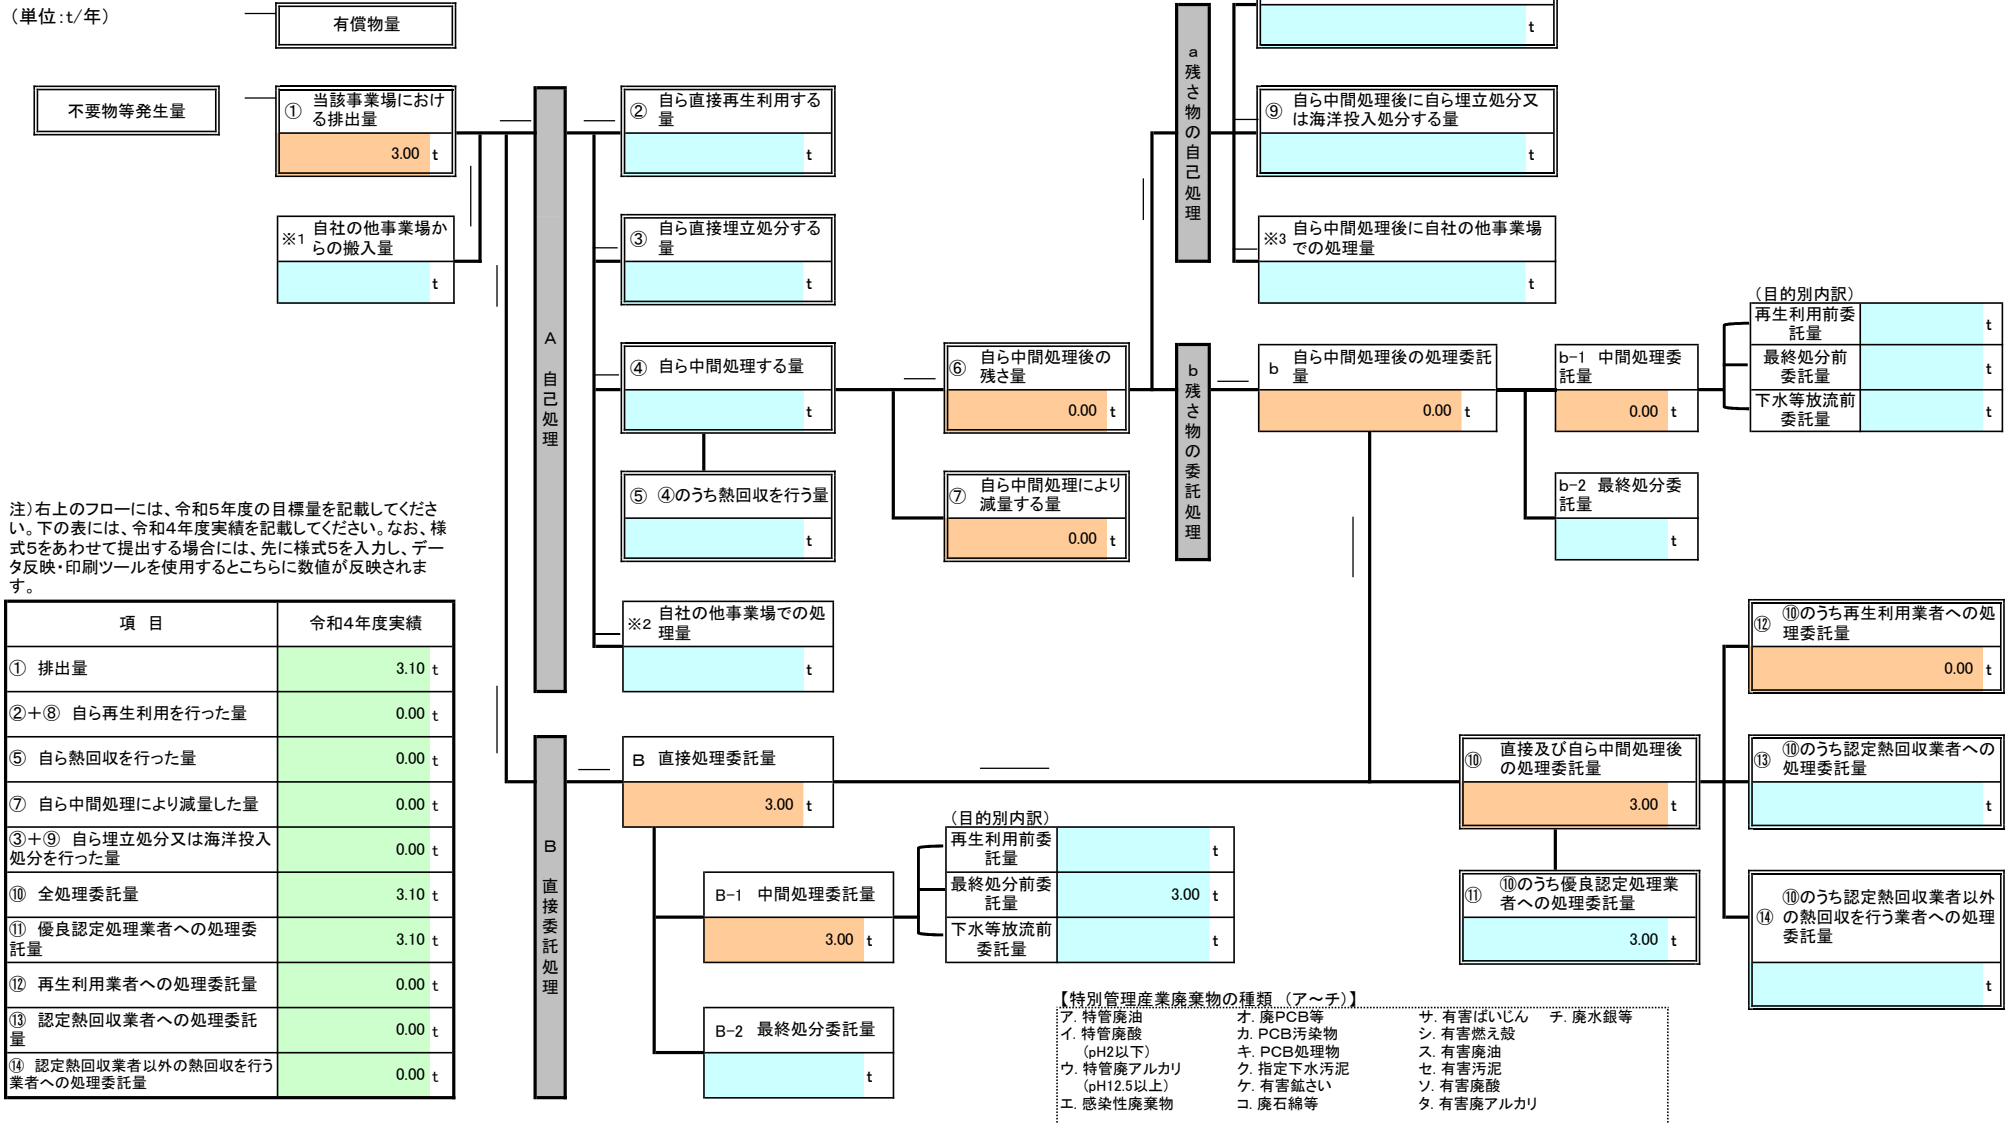 （単位：t/年）
有償物量
t
不要物等発生量
① 当該事業場におけ
る排出量
3.00 t
※1 自社の他事業場か
らの搬入量
t
A 自己処理
② 自ら直接再生利用する
量
t
③ 自ら直接埋立処分する
量
t
④ 自ら中間処理する量
t
⑤ ④のうち熱回収を行う量
t
※2 自社の他事業場での処
理量
t
⑥ 自ら中間処理後の
残さ量
0.00 t
⑦ 自ら中間処理により
減量する量
0.00 t
a 残さ物の自己処理
⑨ 自ら中間処理後に自ら埋立処分又
は海洋投入処分する量
t
※3 自ら中間処理後に自社の他事業場
での処理量
t
b 残さ物の委託処理
b 自ら中間処理後の処理委託
量
0.00 t
b-1 中間処理委
託量
0.00 t
b-2 最終処分委
託量
t
（目的別内訳）
再生利用前委
託量
t
最終処分前
委託量
t
下水等放流前
委託量
t
注）右上のフローには、令和5年度の目標量を記載してくださ
い。下の表には、令和4年度実績を記載してください。なお、様
式5をあわせて提出する場合には、先に様式5を入力し、デー
タ反映・印刷ツールを使用するとこちらに数値が反映されま
す。
項 目 令和4年度実績
① 排出量 3.10 t
②＋⑧ 自ら再生利用を行った量 0.00 t
⑤ 自ら熱回収を行った量 0.00 t
⑦ 自ら中間処理により減量した量 0.00 t
③＋⑨ 自ら埋立処分又は海洋投入
処分を行った量 0.00 t
⑩ 全処理委託量 3.10 t
⑪ 優良認定処理業者への処理委
託量 3.10 t
⑫ 再生利用業者への処理委託量 0.00 t
⑬ 認定熱回収業者への処理委託
量 0.00 t
⑭ 認定熱回収業者以外の熱回収を行う
業者への処理委託量 0.00 t
B 直接委託処理
B 直接処理委託量
3.00 t
B-1 中間処理委託量
3.00 t
B-2 最終処分委託量
t
（目的別内訳）
再生利用前委
託量
t
最終処分前委
託量
3.00 t
下水等放流前
委託量
t
⑩ 直接及び自ら中間処理後
の処理委託量
3.00 t
⑪ ⑩のうち優良認定処理業
者への処理委託量
3.00 t
⑫ ⑩のうち再生利用業者への処
理委託量
0.00 t
⑬ ⑩のうち認定熱回収業者への
処理委託量
t
⑭ ⑩のうち認定熱回収業者以外
の熱回収を行う業者への処理
委託量
t
【特別管理産業廃棄物の種類 （ア～チ）】
ア. 特管廃油 オ. 廃PCB等 サ. 有害ばいじん チ. 廃水銀等
イ. 特管廃酸 カ. PCB汚染物 シ. 有害燃え殻
（pH2以下） キ. PCB処理物 ス. 有害廃油
ウ. 特管廃アルカリ ク. 指定下水汚泥 セ. 有害汚泥
（pH12.5以上） ケ. 有害鉱さい ソ. 有害廃酸
エ. 感染性廃棄物 コ. 廃石綿等 タ. 有害廃アルカリ